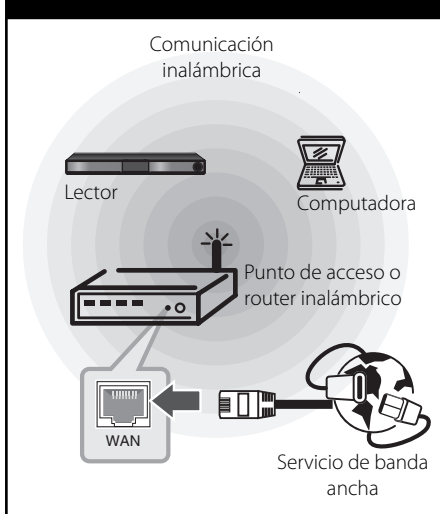 Comunicación
inalámbrica
Lector
Computadora
Punto de acceso o
router inalámbrico
WAN
Servicio de banda
ancha